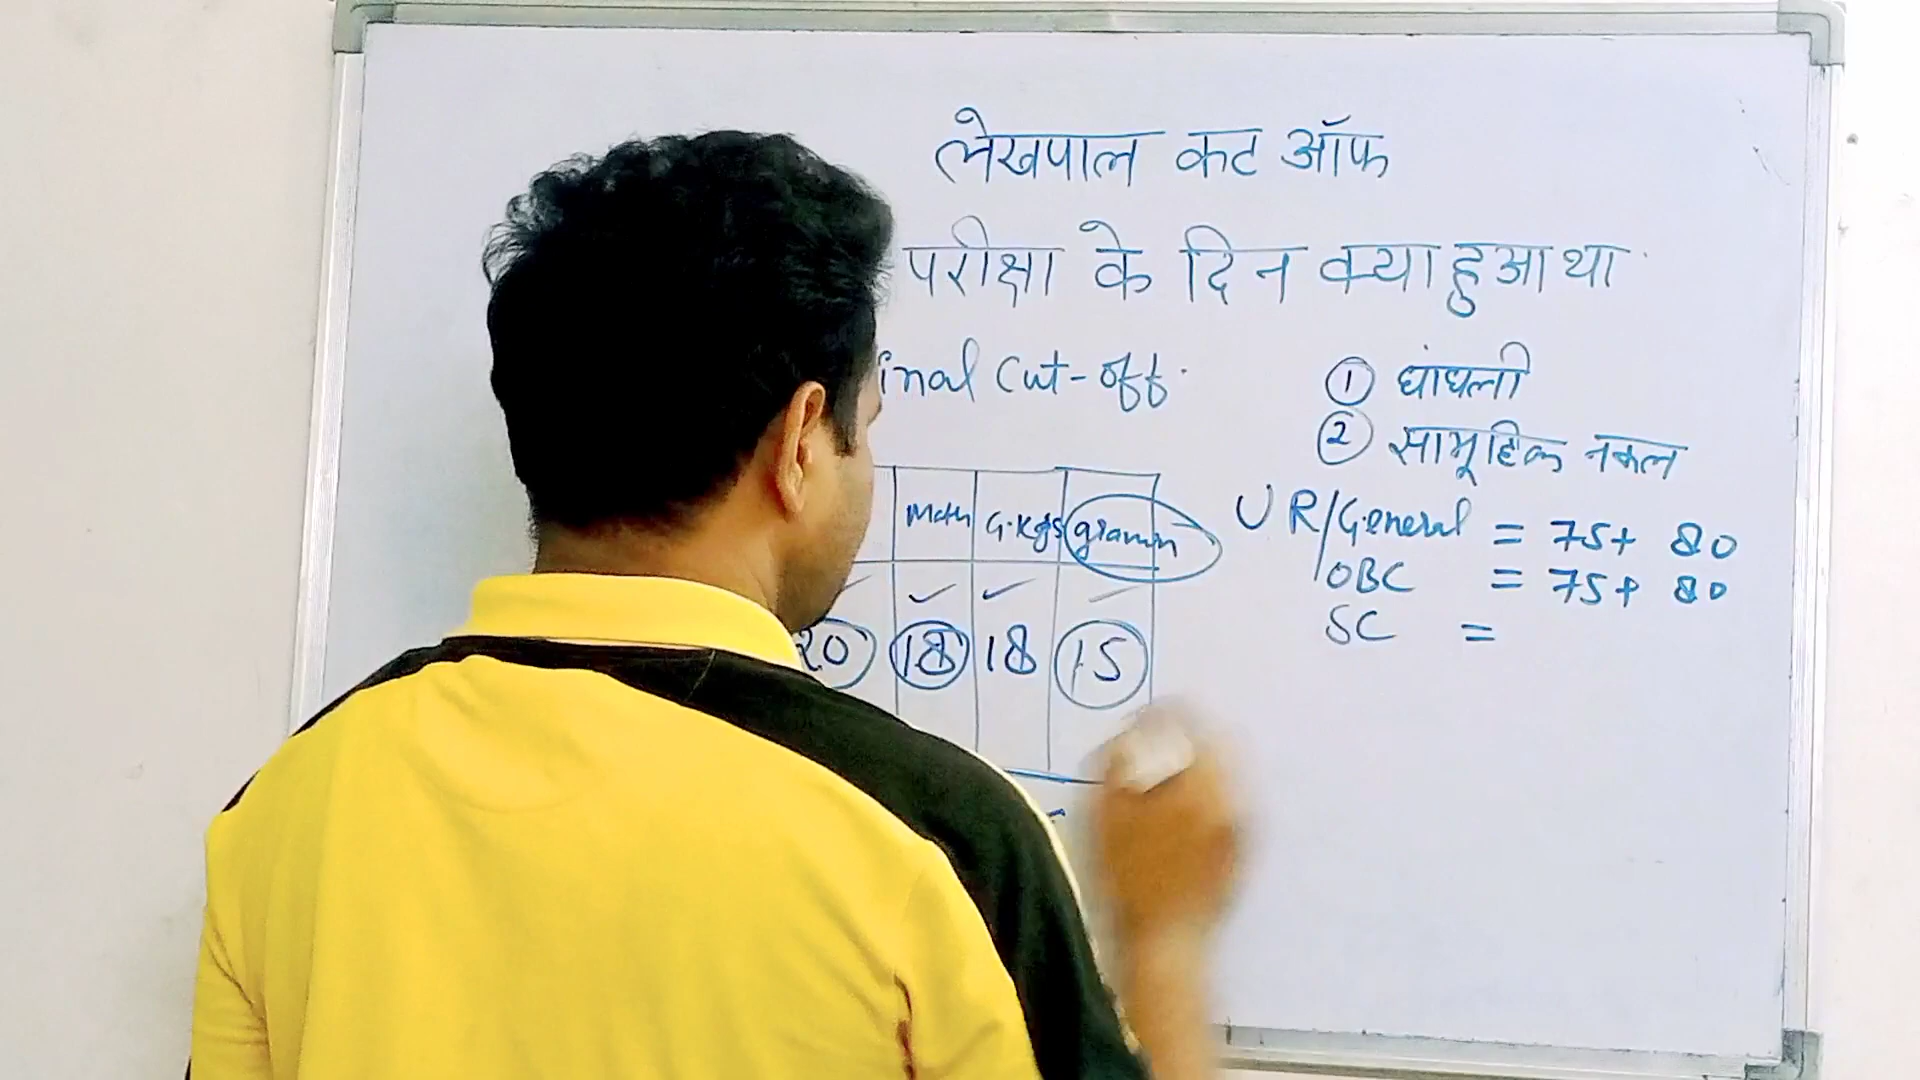 लेखपाल कट ऑफ
परीक्षा के दिन क्या हुआ था
inal Cut-off.
① धांधली
② सामूहिक नकल
Math G.K गramin
20 18 18 15
UR/General = 75+ 80
OBC = 75+ 80
SC =